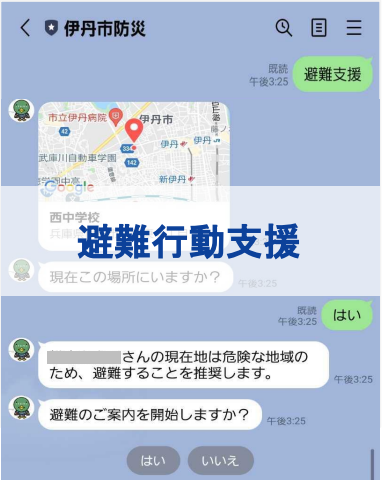 伊丹市防災
避難支援
既読
午後3:25
市立伊丹病院
伊丹市
42
334
伊丹
伊丹
武庫川自動車学園
142
新伊丹
Google
西中学校
避難行動支援
現在この場所にいますか？
午後3:25
はい
既読
午後3:25
さんの現在地は危険な地域の
ため、避難することを推奨します。
午後3:25
避難のご案内を開始しますか？
午後3:25
はい
いいえ